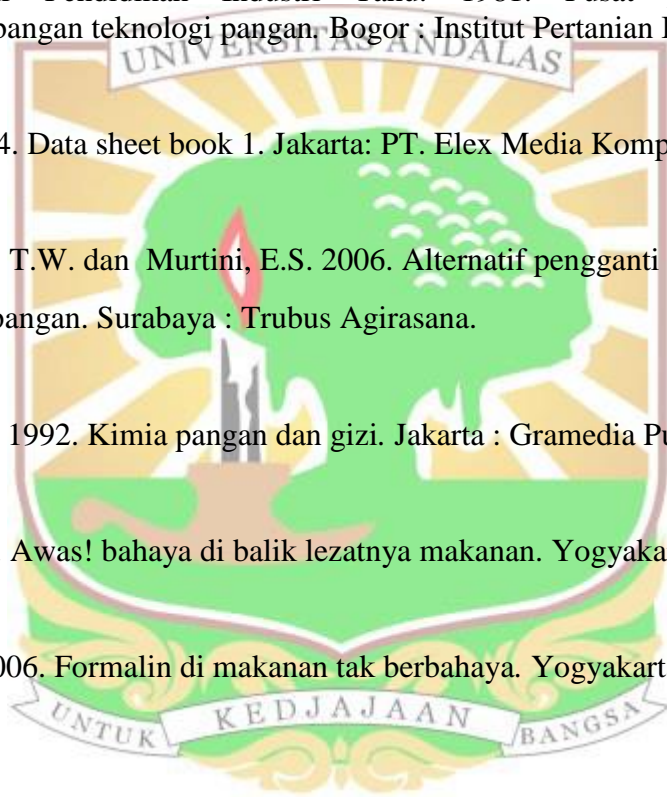 Pendidikan Industri 1981. Pusat
bangan teknologi pangan. Bogor : Institut Pertanian
UNIVERSITAS ANDALAS
4. Data sheet book 1. Jakarta: PT. Elex Media Komp
T.W. dan Murtini, E.S. 2006. Alternatif pengganti
pangan. Surabaya : Trubus Agirasana.
1992. Kimia pangan dan gizi. Jakarta : Gramedia Pu
Awas! bahaya di balik lezatnya makanan. Yogyaka
006. Formalin di makanan tak berbahaya. Yogyakart
UNTUK KEDJAJAAN BANGSA